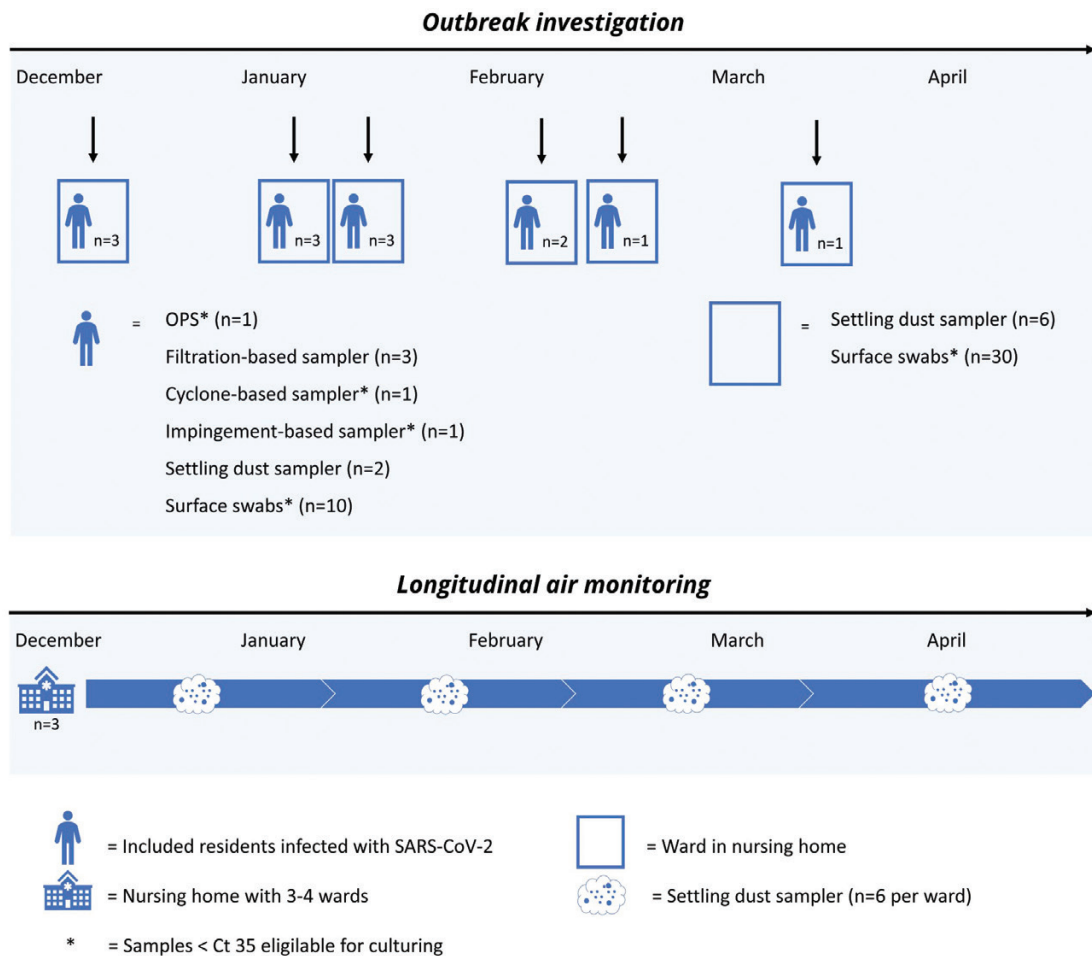 Outbreak investigation
December January February March April
n=3 n=3 n=3 n=2 n=1 n=1
= OPS* (n=1)
Filtration-based sampler (n=3)
Cyclone-based sampler* (n=1)
Impingement-based sampler* (n=1)
Settling dust sampler (n=2)
Surface swabs* (n=10)
= Settling dust sampler (n=6)
Surface swabs* (n=30)
Longitudinal air monitoring
December January February March April
n=3
= Included residents infected with SARS-CoV-2
= Nursing home with 3-4 wards
* = Samples < Ct 35 eligilable for culturing
= Ward in nursing home
= Settling dust sampler (n=6 per ward)